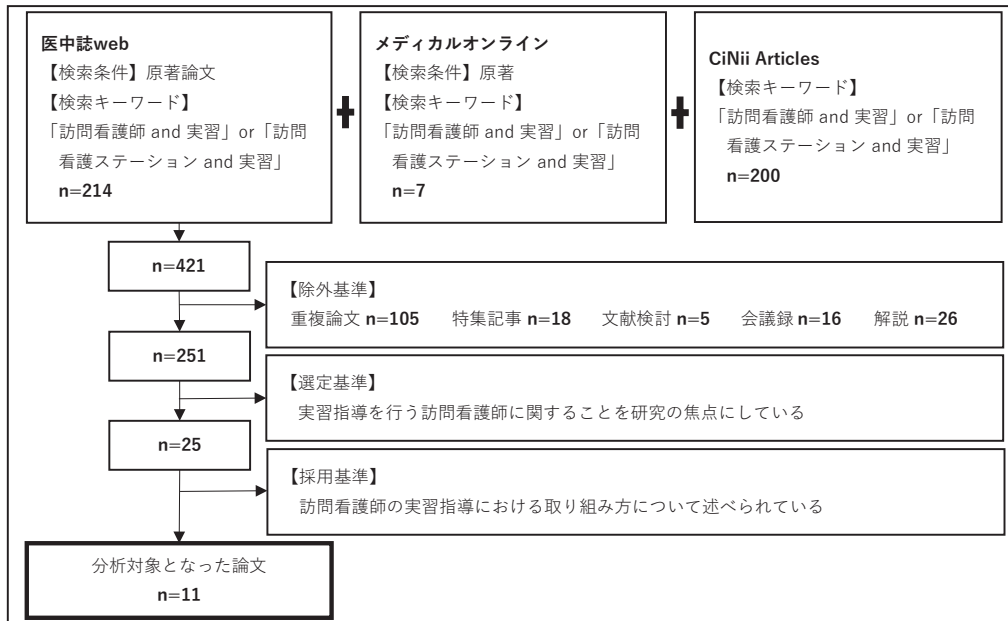 医中誌web
【検索条件】原著論文
【検索キーワード】
「訪問看護師 and 実習」or「訪問
看護ステーション and 実習」
n=214
メディカルオンライン
【検索条件】原著
【検索キーワード】
「訪問看護師 and 実習」or「訪問
看護ステーション and 実習」
n=7
CiNii Articles
【検索キーワード】
「訪問看護師 and 実習」or「訪問
看護ステーション and 実習」
n=200
n=421
【除外基準】
重複論文 n=105 特集記事 n=18 文献検討 n=5 会議録 n=16 解説 n=26
n=251
【選定基準】
実習指導を行う訪問看護師に関することを研究の焦点にしている
n=25
【採用基準】
訪問看護師の実習指導における取り組み方について述べられている
分析対象となった論文
n=11